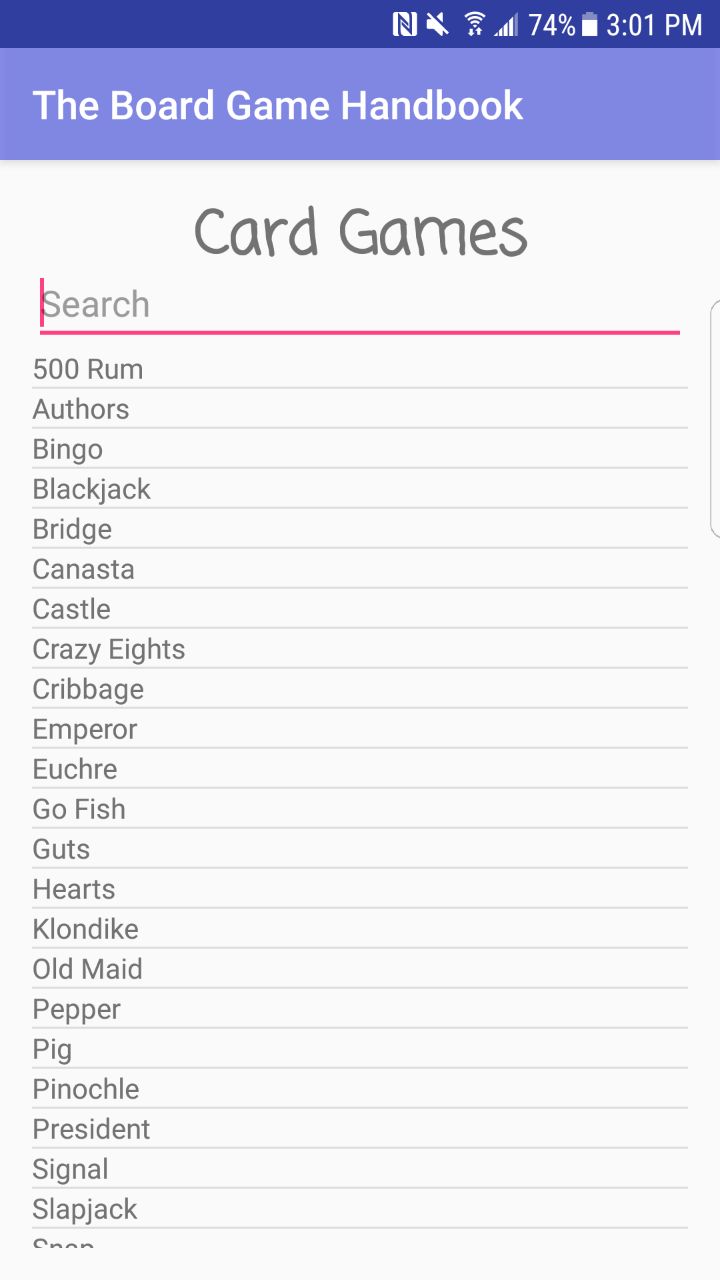 74% 3:01 PM
The Board Game Handbook
Card Games
Search
500 Rum
Authors
Bingo
Blackjack
Bridge
Canasta
Castle
Crazy Eights
Cribbage
Emperor
Euchre
Go Fish
Guts
Hearts
Klondike
Old Maid
Pepper
Pig
Pinochle
President
Signal
Slapjack